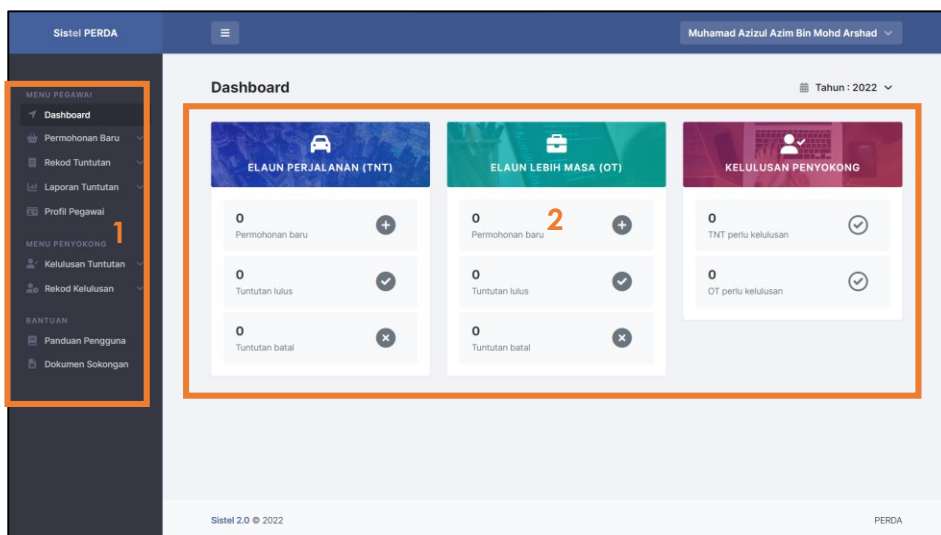 Sistel PERDA
Muhamad Azizul Azim Bin Mohd Arshad
MENU PEGAWAI
Dashboard
Permohonan Baru
Rekod Tuntutan
Laporan Tuntutan
Profil Pegawai
1
MENU PENYOKONG
Kelulusan Tuntutan
Rekod Kelulusan
BANTUAN
Panduan Pengguna
Dokumen Sokongan
Dashboard
Tahun : 2022
ELAUN PERJALANAN (TNT)
0
Permohonan baru
0
Tuntutan lulus
0
Tuntutan batal
ELAUN LEBIH MASA (OT)
0
Permohonan baru
2
0
Tuntutan lulus
0
Tuntutan batal
KELULUSAN PENYOKONG
0
TNT perlu kelulusan
0
OT perlu kelulusan
Sistel 2.0 © 2022
PERDA